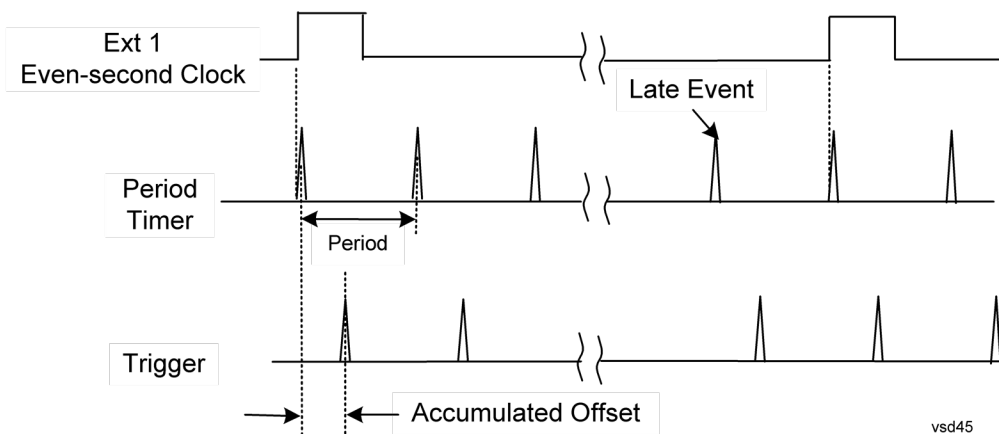 Ext 1
Even-second Clock
Late Event
Period
Timer
Period
Trigger
Accumulated Offset
vsd45